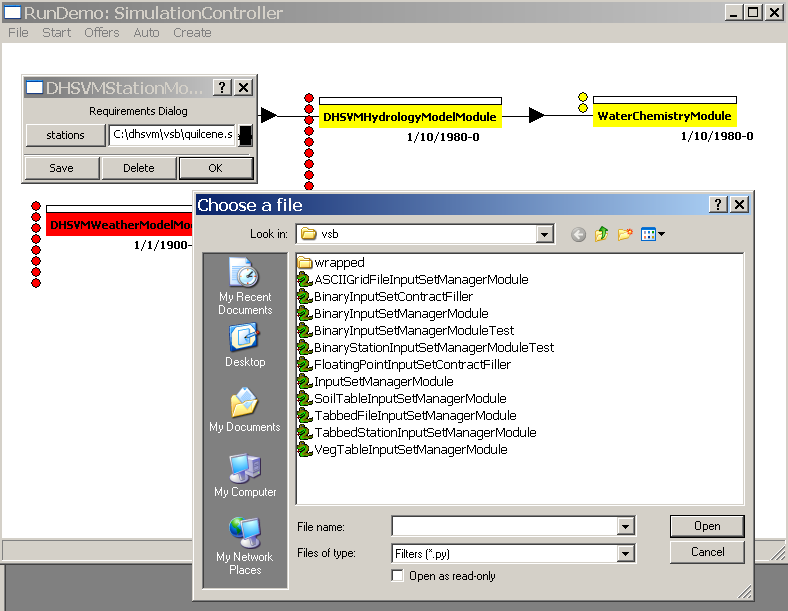 RunDemo: SimulationController
File Start Offers Auto Create
DHSVMStationMo...
Requirements Dialog
stations C:\dhsvm\vsb\quilcene.s
Save Delete OK
DHSVMHydrologyModelModule
1/10/1980-0
WaterChemistryModule
1/10/1980-0
DHSVMWeatherModelMo
1/1/1900-
Choose a file
Look in: vsb
My Recent
Documents
Desktop
My Documents
My Computer
My Network
Places
wrapped
ASCIIGridFileInputSetManagerModule
BinaryInputSetContractFiller
BinaryInputSetManagerModule
BinaryInputSetManagerModuleTest
BinaryStationInputSetManagerModuleTest
FloatingPointInputSetContractFiller
InputSetManagerModule
SoilTableInputSetManagerModule
TabbedFileInputSetManagerModule
TabbedStationInputSetManagerModule
VegTableInputSetManagerModule
File name: Open
Files of type: Filters (*.py) Cancel
Open as read-only